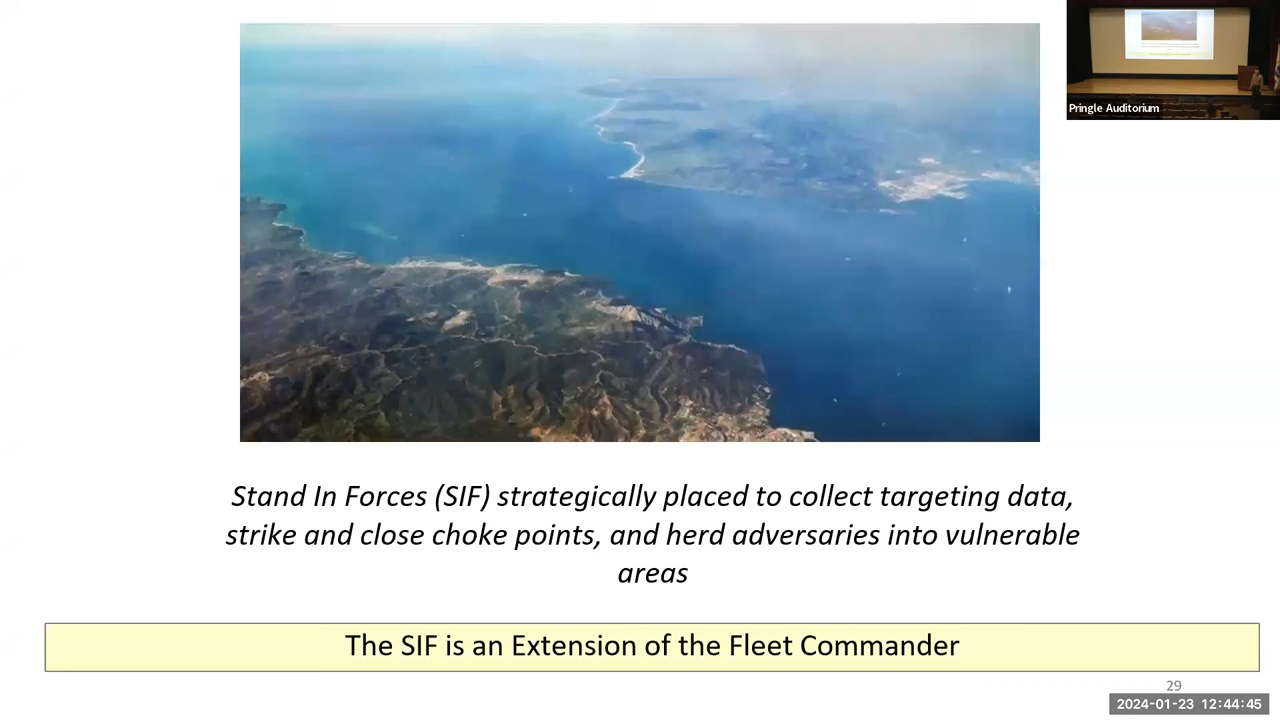 Pringle Auditorium
Stand In Forces (SIF) strategically placed to collect targeting data,
strike and close choke points, and herd adversaries into vulnerable
areas
The SIF is an Extension of the Fleet Commander
29
2024-01-23 12:44:45